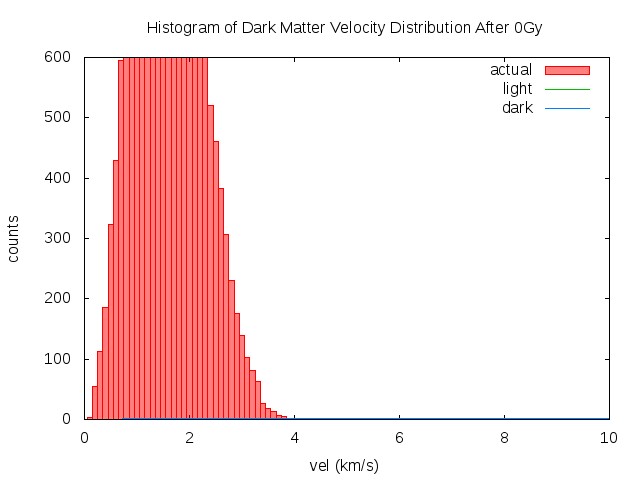 Histogram of Dark Matter Velocity Distribution After 0Gy
600
500
400
300
200
100
0
counts
actual
light
dark
0 2 4 6 8 10
vel (km/s)